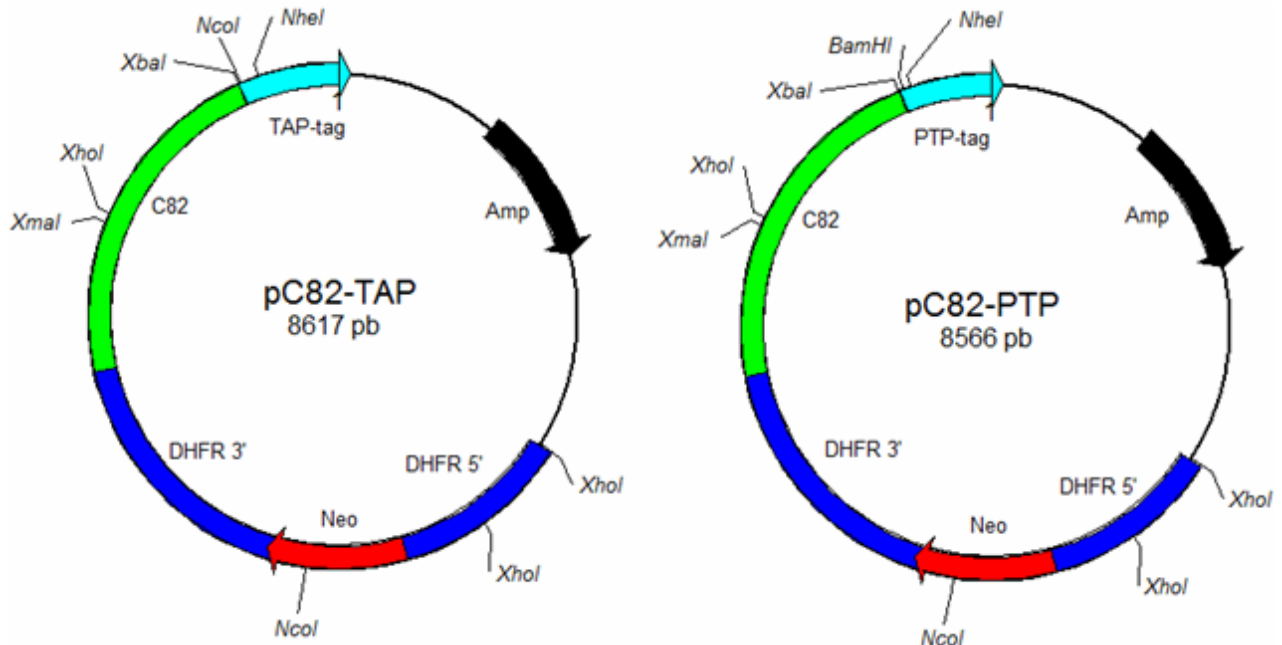 NcoI
NheI
XbaI
TAP-tag
XhoI
C82
XmaI
Amp
pC82-TAP
8617 pb
DHFR 3'
DHFR 5'
XhoI
Neo
XhoI
NcoI
NheI
BamHI
XbaI
PTP-tag
XhoI
C82
XmaI
Amp
pC82-PTP
8566 pb
DHFR 3'
DHFR 5'
XhoI
Neo
XhoI
NcoI